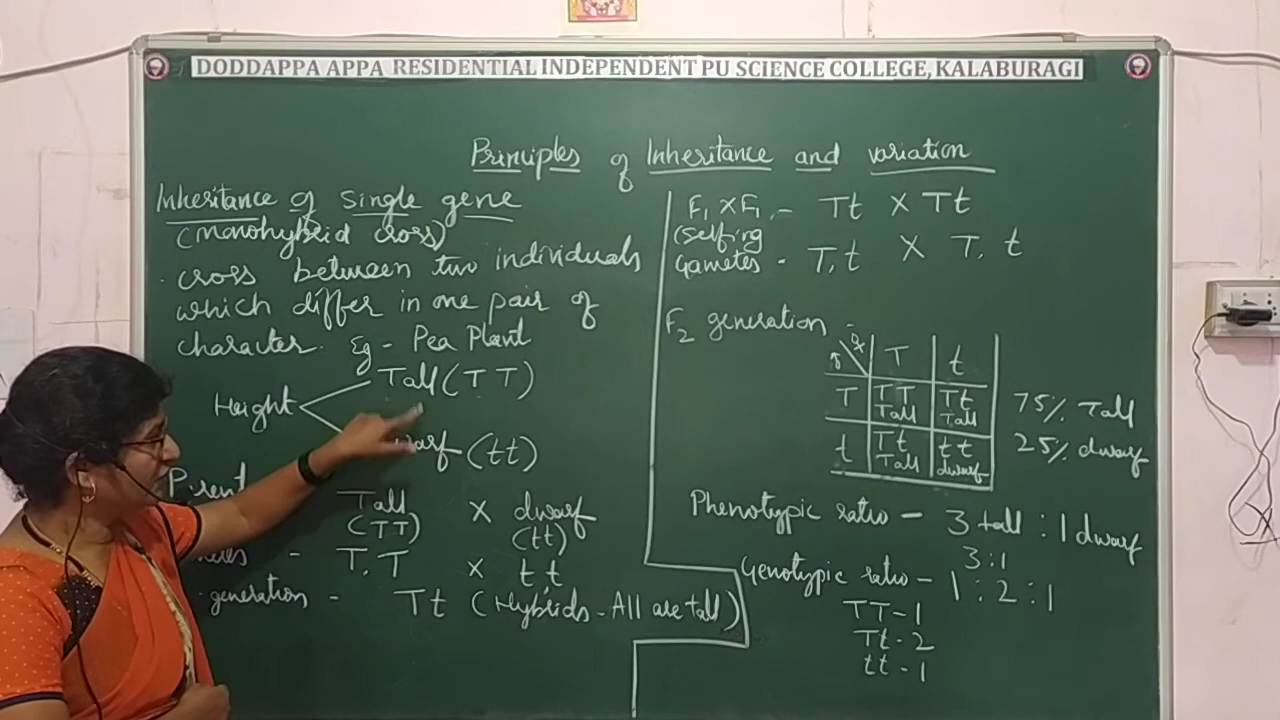 DODDAPPA APPA RESIDENTIAL INDEPENDENT PU SCIENCE COLLEGE, KALABURAGI
Principles of Inheritance and variation
Inheritance of single gene
(Monohybrid cross)
cross between two individuals
which differ in one pair of
character. Eg - Pea Plant
Height
Tall (TT)
(tt)
Tall X dwarf
(TT) (tt)
- T, T x t, t
generation - Tt (Hybrids - All are tall)
F1 X F1 - Tt X Tt
(Selfing
Gametes - T, t X T, t
F2 generation -
T t
T TT Tt
Tall Tall
t Tt tt
Tall dwarf
75% Tall
25% dwarf
Phenotypic ratio - 3 tall : 1 dwarf
3:1
Genotypic ratio - 1 : 2 : 1
TT - 1
Tt - 2
tt - 1